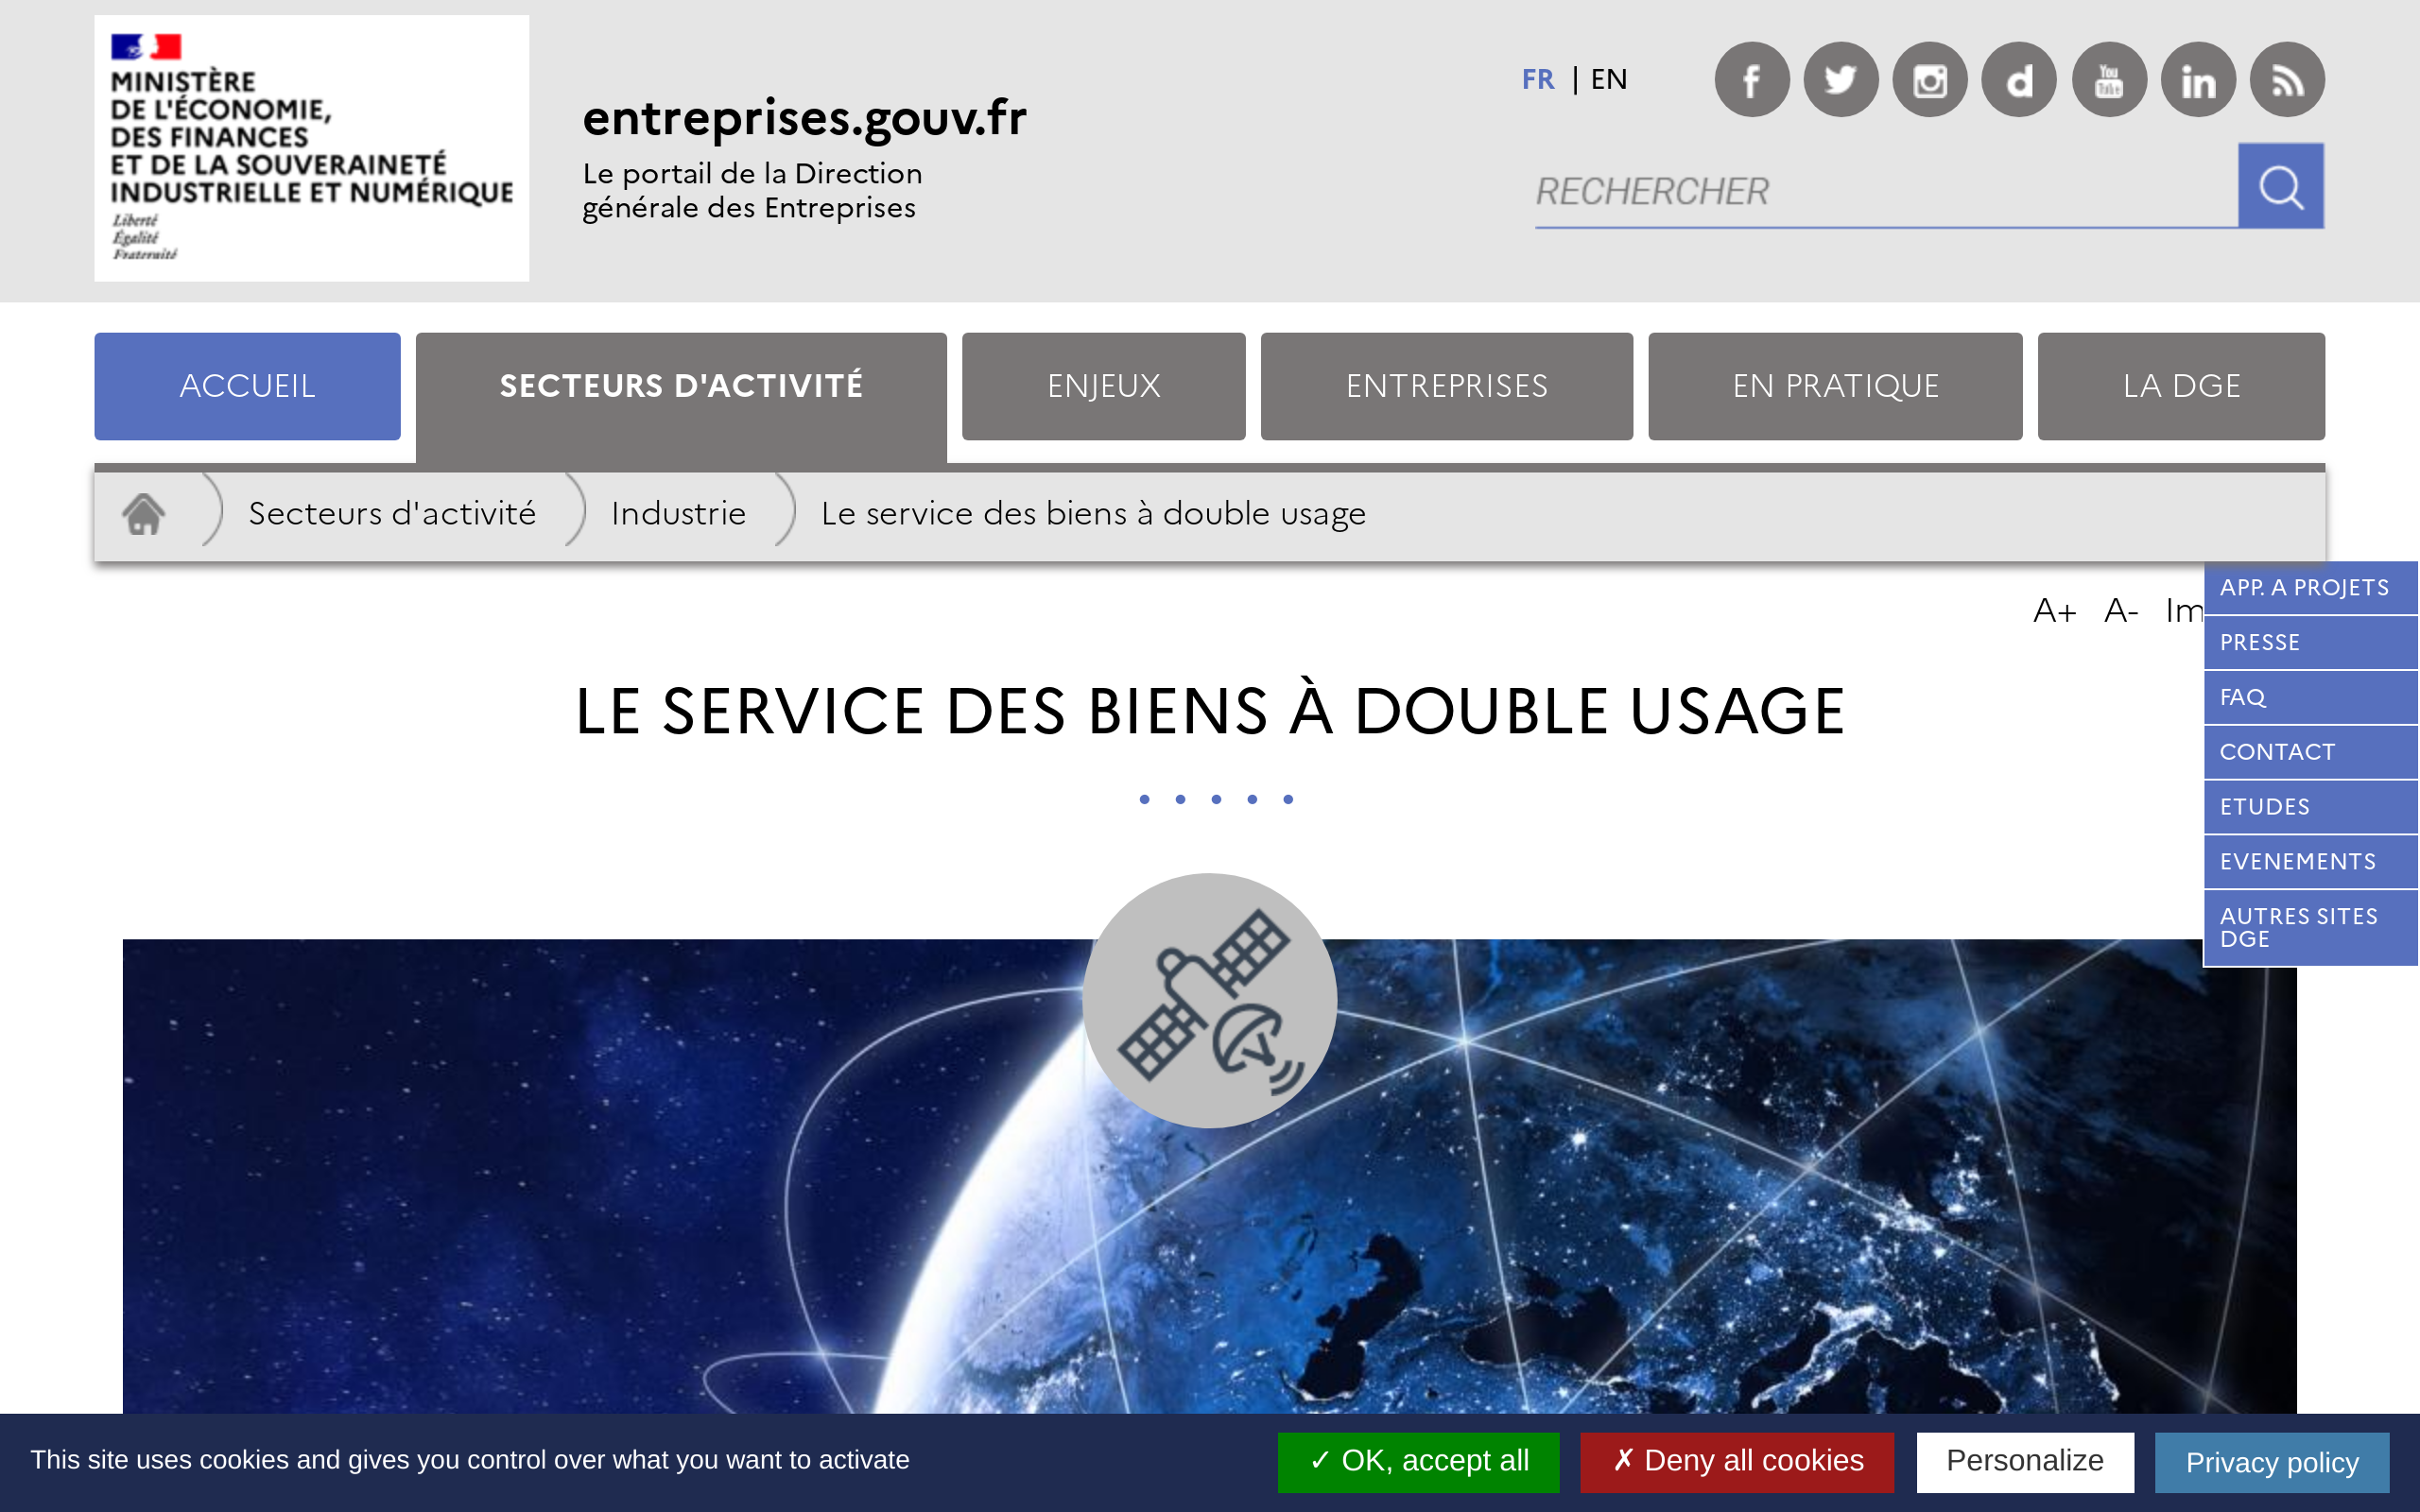 MINISTÈRE
DE L'ÉCONOMIE,
DES FINANCES
ET DE LA SOUVERAINETÉ
INDUSTRIELLE ET NUMÉRIQUE
Liberté
Égalité
Fraternité
entreprises.gouv.fr
Le portail de la Direction
générale des Entreprises
FR | EN
You
Tube
RECHERCHER
ACCUEIL
SECTEURS D'ACTIVITÉ
ENJEUX
ENTREPRISES
EN PRATIQUE
LA DGE
Secteurs d'activité
Industrie
Le service des biens à double usage
A+ A- Im
APP. A PROJETS
PRESSE
FAQ
CONTACT
ETUDES
EVENEMENTS
AUTRES SITES
DGE
LE SERVICE DES BIENS À DOUBLE USAGE
This site uses cookies and gives you control over what you want to activate
✓ OK, accept all
✗ Deny all cookies
Personalize
Privacy policy